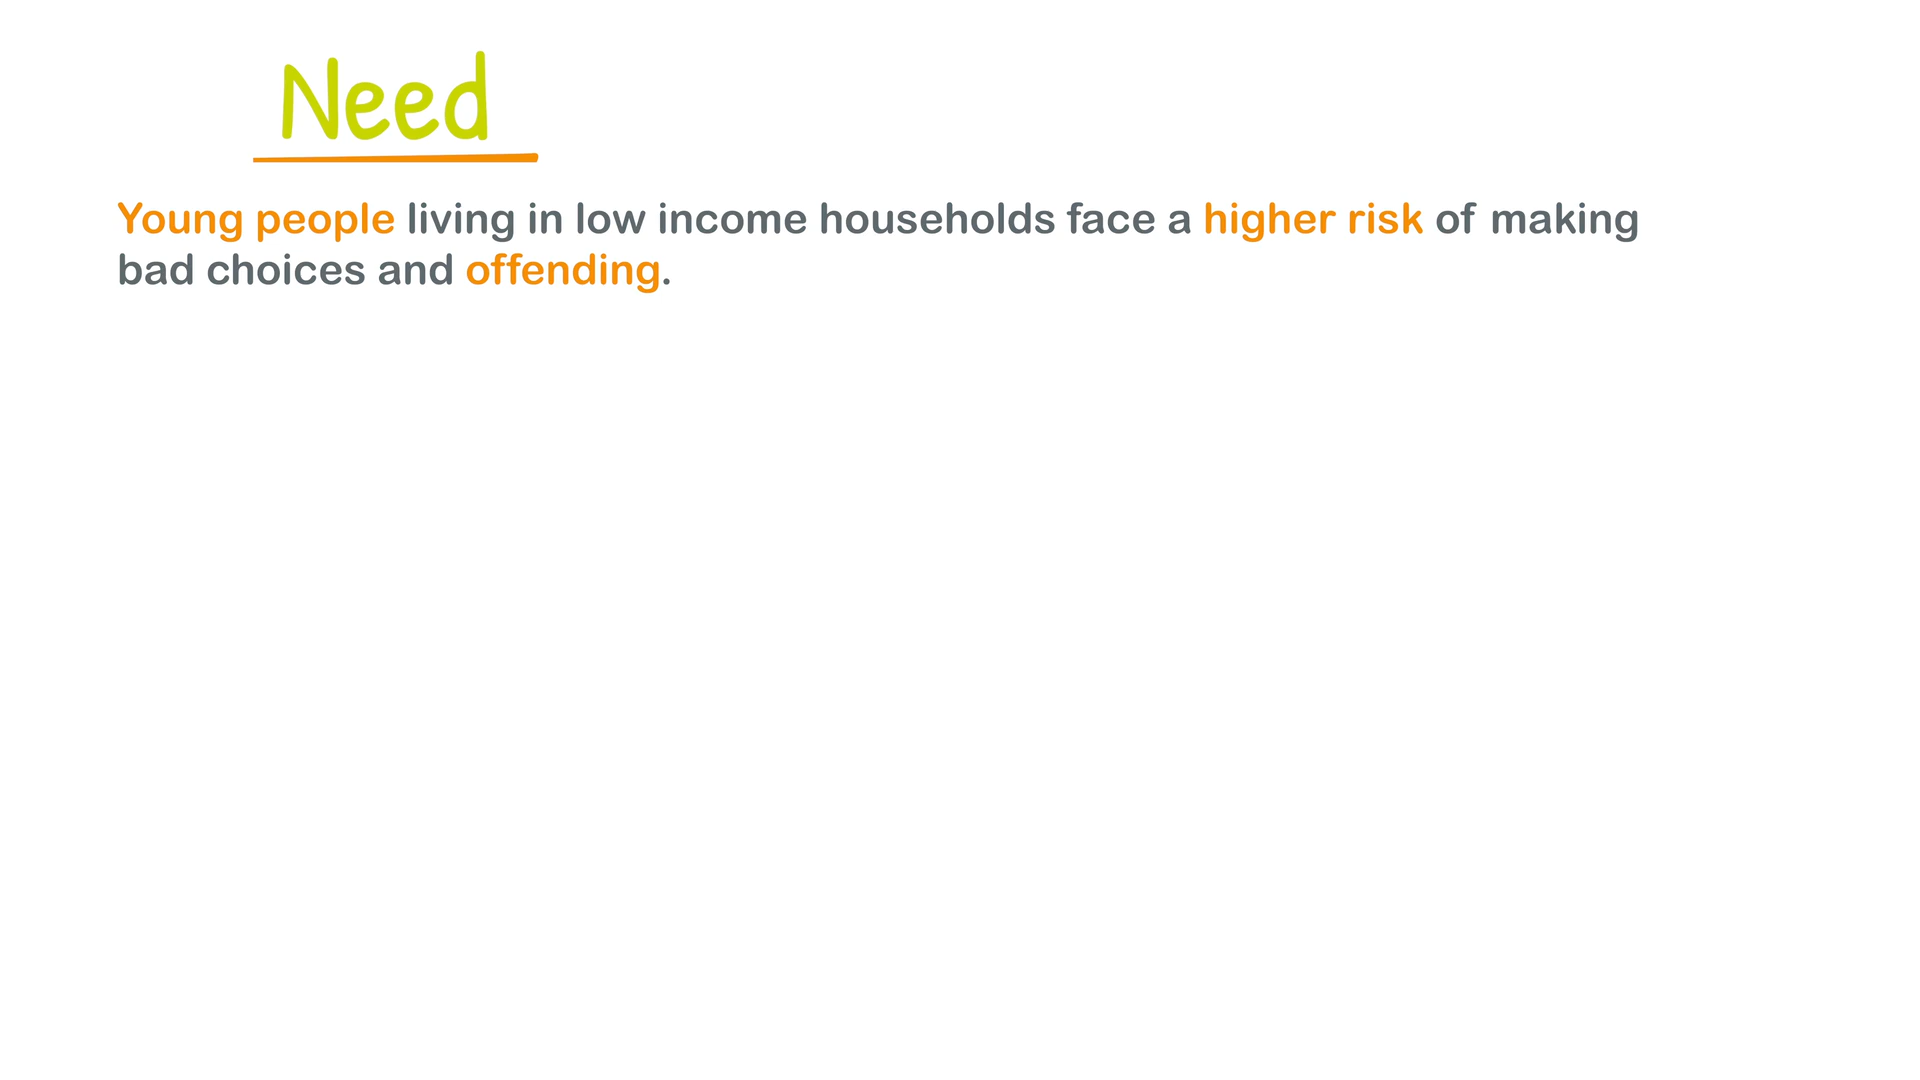 Need
Young people living in low income households face a higher risk of making
bad choices and offending.